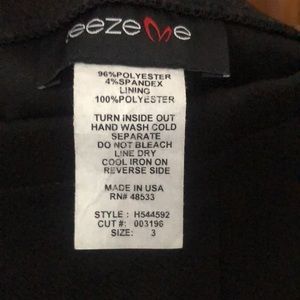 eeze e
96%POLYESTER
4%SPANDEX
LINING
100%POLYESTER
TURN INSIDE OUT
HAND WASH COLD
SEPARATE
DO NOT BLEACH
LINE DRY
COOL IRON ON
REVERSE SIDE
MADE IN USA
RN# 48533
STYLE : H544592
CUT #: 003196
SIZE: 3